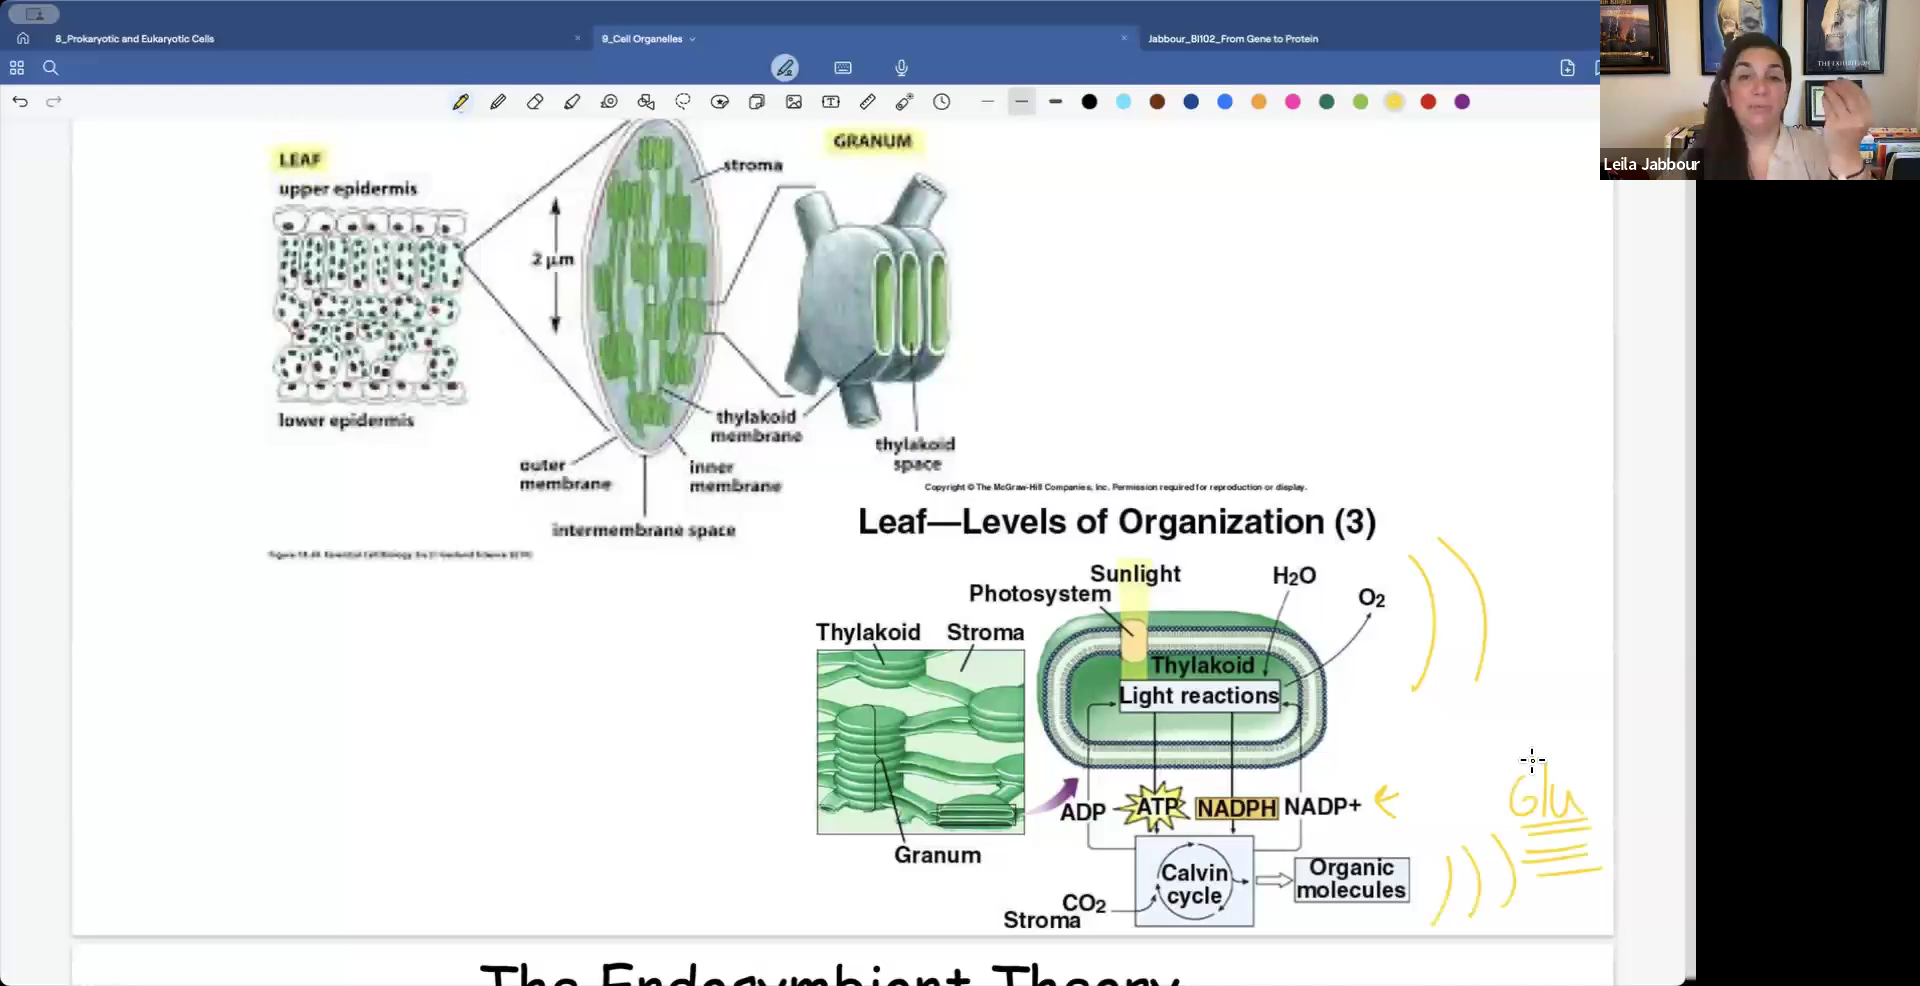 8_Prokaryotic and Eukaryotic Cells
9_Cell Organelles
Jabbour_BI102_From Gene to Protein
THE EXHIBITION
Leila Jabbour
LEAF
upper epidermis
lower epidermis
2 µm
stroma
GRANUM
thylakoid
membrane
thylakoid
space
outer
membrane
inner
membrane
intermembrane space
Copyright © The McGraw-Hill Companies, Inc. Permission required for reproduction or display.
Leaf—Levels of Organization (3)
Sunlight
Photosystem
H2O
O2
Thylakoid
Stroma
Thylakoid
Light reactions
ADP
ATP
NADPH
NADP+
Glu
Granum
Calvin
cycle
Organic
molecules
CO2
Stroma
The Endosymbiont Theory